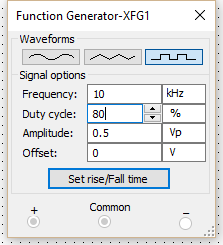 Function Generator-XFG1
Waveforms
Signal options
Frequency: 10 kHz
Duty cycle: 80 %
Amplitude: 0.5 Vp
Offset: 0 V
Set rise/Fall time
+ Common −